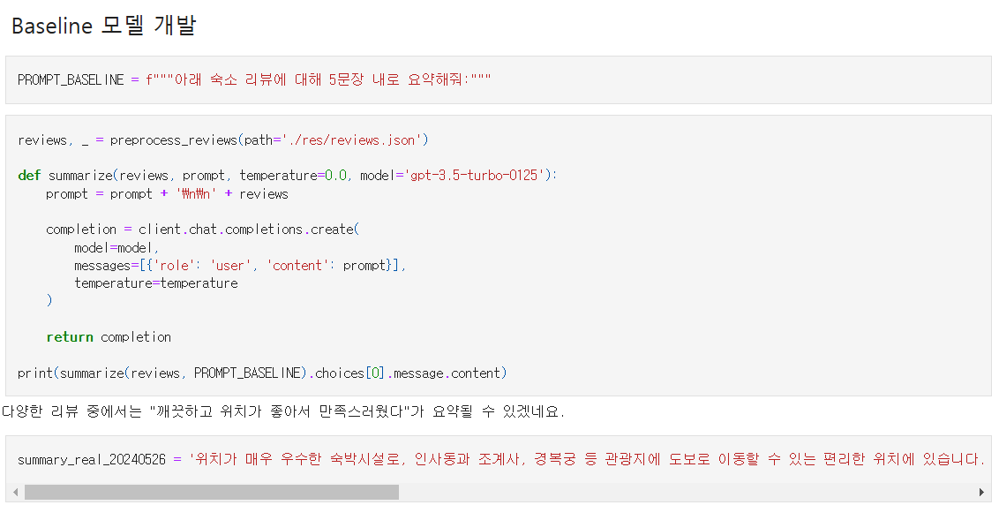 Baseline 모델 개발
PROMPT_BASELINE = f"""아래 숙소 리뷰에 대해 5문장 내로 요약해줘:"""
reviews, _ = preprocess_reviews(path='./res/reviews.json')
def summarize(reviews, prompt, temperature=0.0, model='gpt-3.5-turbo-0125'):
prompt = prompt + '₩n₩n' + reviews
completion = client.chat.completions.create(
model=model,
messages=[{'role': 'user', 'content': prompt}],
temperature=temperature
)
return completion
print(summarize(reviews, PROMPT_BASELINE).choices[0].message.content)
다양한 리뷰 중에서는 "깨끗하고 위치가 좋아서 만족스러웠다"가 요약될 수 있겠네요.
summary_real_20240526 = '위치가 매우 우수한 숙박시설로, 인사동과 조계사, 경복궁 등 관광지에 도보로 이동할 수 있는 편리한 위치에 있습니다.